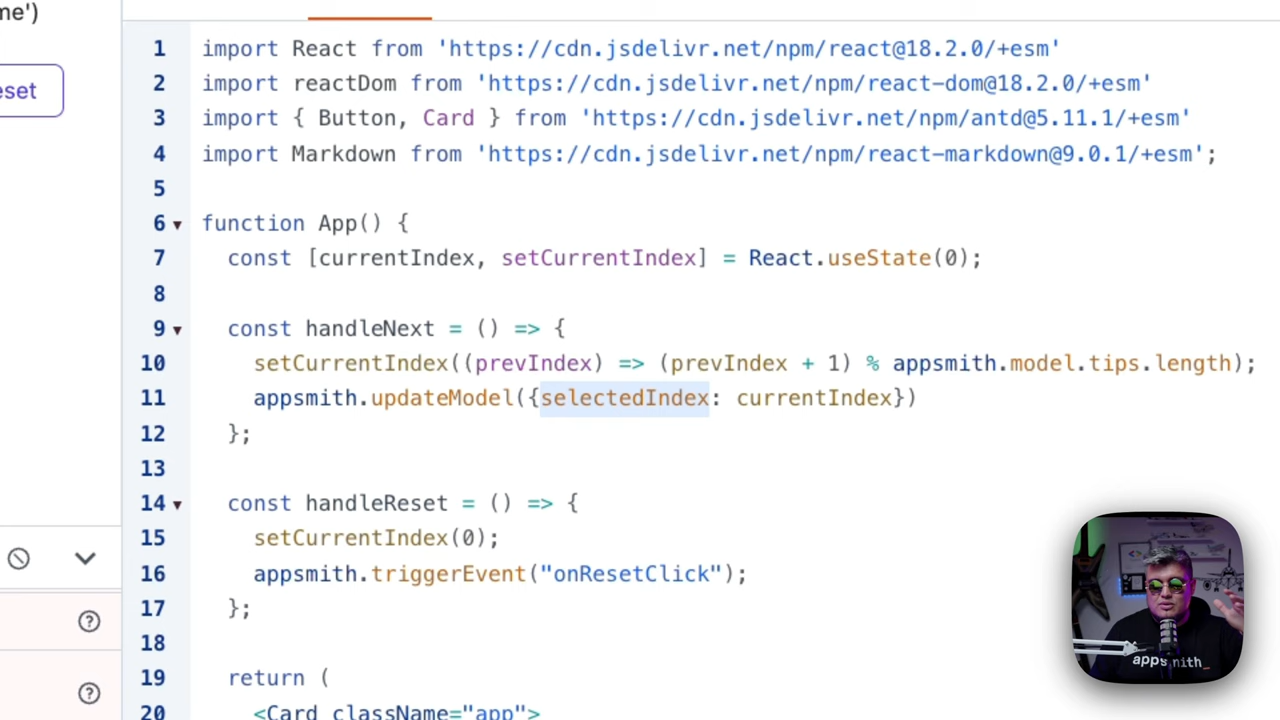 me')
eset
1 import React from 'https://cdn.jsdelivr.net/npm/react@18.2.0/+esm'
2 import reactDom from 'https://cdn.jsdelivr.net/npm/react-dom@18.2.0/+esm'
3 import { Button, Card } from 'https://cdn.jsdelivr.net/npm/antd@5.11.1/+esm'
4 import Markdown from 'https://cdn.jsdelivr.net/npm/react-markdown@9.0.1/+esm';
5
6 function App() {
7 const [currentIndex, setCurrentIndex] = React.useState(0);
8
9 const handleNext = () => {
10 setCurrentIndex((prevIndex) => (prevIndex + 1) % appsmith.model.tips.length);
11 appsmith.updateModel({selectedIndex: currentIndex})
12 };
13
14 const handleReset = () => {
15 setCurrentIndex(0);
16 appsmith.triggerEvent("onResetClick");
17 };
18
19 return (
20 <Card className="app">
appsmith_